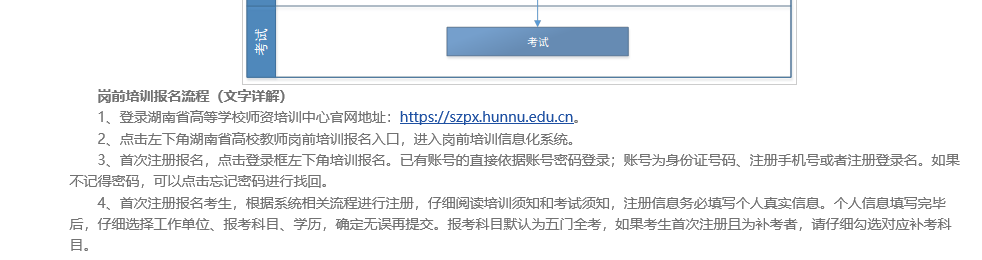 考试
考试
岗前培训报名流程（文字详解）
1、登录湖南省高等学校师资培训中心官网地址：https://szpx.hunnu.edu.cn。
2、点击左下角湖南省高校教师岗前培训报名入口，进入岗前培训信息化系统。
3、首次注册报名，点击登录框左下角培训报名。已有账号的直接依据账号密码登录；账号为身份证号码、注册手机号或者注册登录名。如果
不记得密码，可以点击忘记密码进行找回。
4、首次注册报名考生，根据系统相关流程进行注册，仔细阅读培训须知和考试须知，注册信息务必填写个人真实信息。个人信息填写完毕
后，仔细选择工作单位、报考科目、学历，确定无误再提交。报考科目默认为五门全考，如果考生首次注册且为补考者，请仔细勾选对应补考科
目。